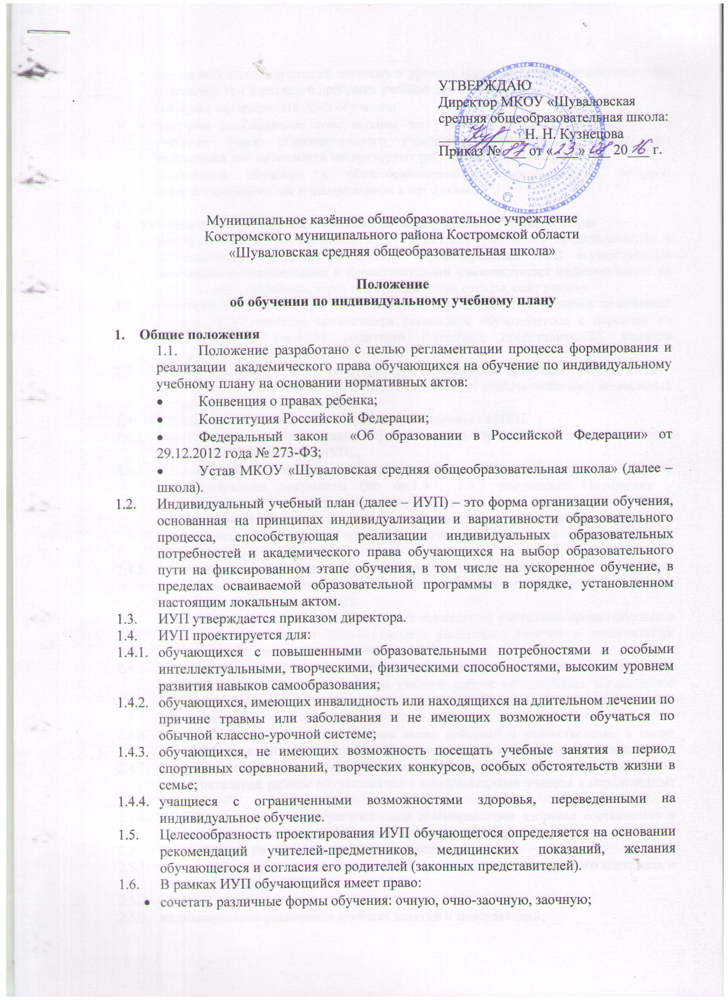 УТВЕРЖДАЮ
Директор МКОУ «Шуваловская
средняя общеобразовательная школа:
Н. Н. Кузнецова
Приказ № 87 от «23» 08 2016 г.
Муниципальное казённое общеобразовательное учреждение
Костромского муниципального района Костромской области
«Шуваловская средняя общеобразовательная школа»
Положение
об обучении по индивидуальному учебному плану
1. Общие положения
1.1. Положение разработано с целью регламентации процесса формирования и
реализации академического права обучающихся на обучение по индивидуальному
учебному плану на основании нормативных актов:
• Конвенция о правах ребенка;
• Конституция Российской Федерации;
• Федеральный закон «Об образовании в Российской Федерации» от
29.12.2012 года № 273-ФЗ;
• Устав МКОУ «Шуваловская средняя общеобразовательная школа» (далее –
школа).
1.2. Индивидуальный учебный план (далее – ИУП) – это форма организации обучения,
основанная на принципах индивидуализации и вариативности образовательного
процесса, способствующая реализации индивидуальных образовательных
потребностей и академического права обучающихся на выбор образовательного
пути на фиксированном этапе обучения, в том числе на ускоренное обучение, в
пределах осваиваемой образовательной программы в порядке, установленном
настоящим локальным актом.
1.3. ИУП утверждается приказом директора.
1.4. ИУП проектируется для:
1.4.1. обучающихся с повышенными образовательными потребностями и особыми
интеллектуальными, творческими, физическими способностями, высоким уровнем
развития навыков самообразования;
1.4.2. обучающихся, имеющих инвалидность или находящихся на длительном лечении по
причине травмы или заболевания и не имеющих возможности обучаться по
обычной классно-урочной системе;
1.4.3. обучающихся, не имеющих возможность посещать учебные занятия в период
спортивных соревнований, творческих конкурсов, особых обстоятельств жизни в
семье;
1.4.4. учащиеся с ограниченными возможностями здоровья, переведенными на
индивидуальное обучение.
1.5. Целесообразность проектирования ИУП обучающегося определяется на основании
рекомендаций учителей-предметников, медицинских показаний, желания
обучающегося и согласия его родителей (законных представителей).
1.6. В рамках ИУП обучающийся имеет право:
• сочетать различные формы обучения: очную, очно-заочную, заочную;